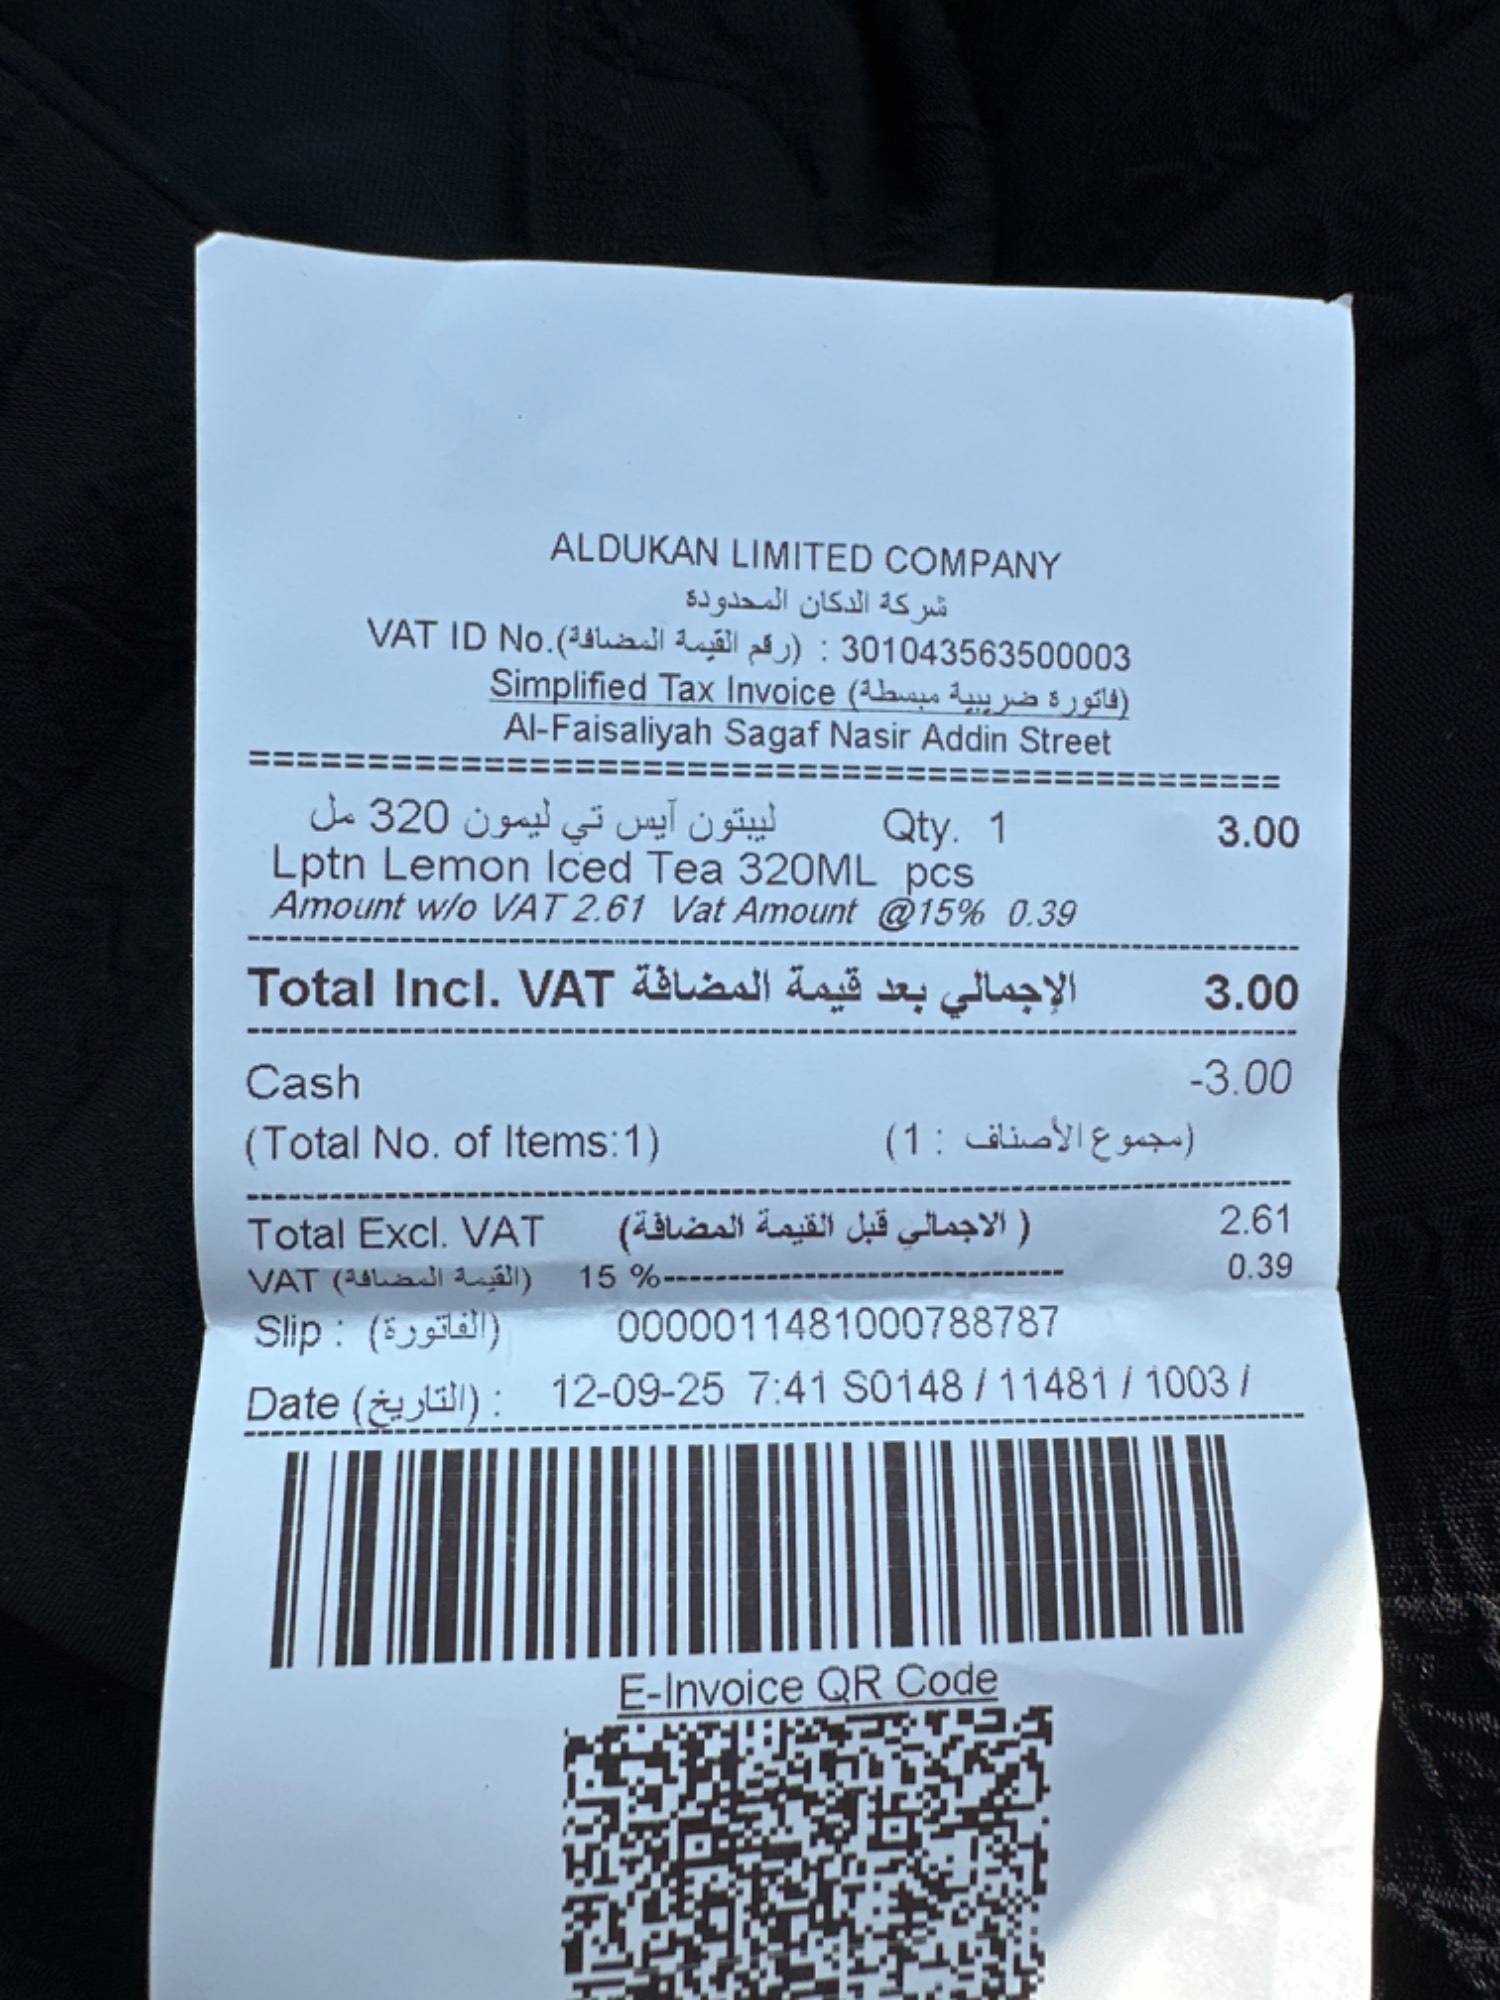 ALDUKAN LIMITED COMPANY
شركة الدكان المحدودة
VAT ID No.(رقم القيمة المضافة) : 301043563500003
Simplified Tax Invoice (فاتورة ضريبية مبسطة)
Al-Faisaliyah Sagaf Nasir Addin Street
===========================================
ليبتون آيس تي ليمون 320 مل Qty. 1 3.00
Lptn Lemon Iced Tea 320ML pcs
Amount w/o VAT 2.61 Vat Amount @15% 0.39
Total Incl. VAT الإجمالي بعد قيمة المضافة 3.00
Cash -3.00
(Total No. of Items:1) (مجموع الأصناف : 1)
Total Excl. VAT (الاجمالي قبل القيمة المضافة ) 2.61
VAT (القيمة المضافة) 15 %-------------------------------- 0.39
Slip : (الفاتورة) 0000011481000788787
Date (التاريخ) : 12-09-25 7:41 S0148 / 11481 / 1003 /
E-Invoice QR Code